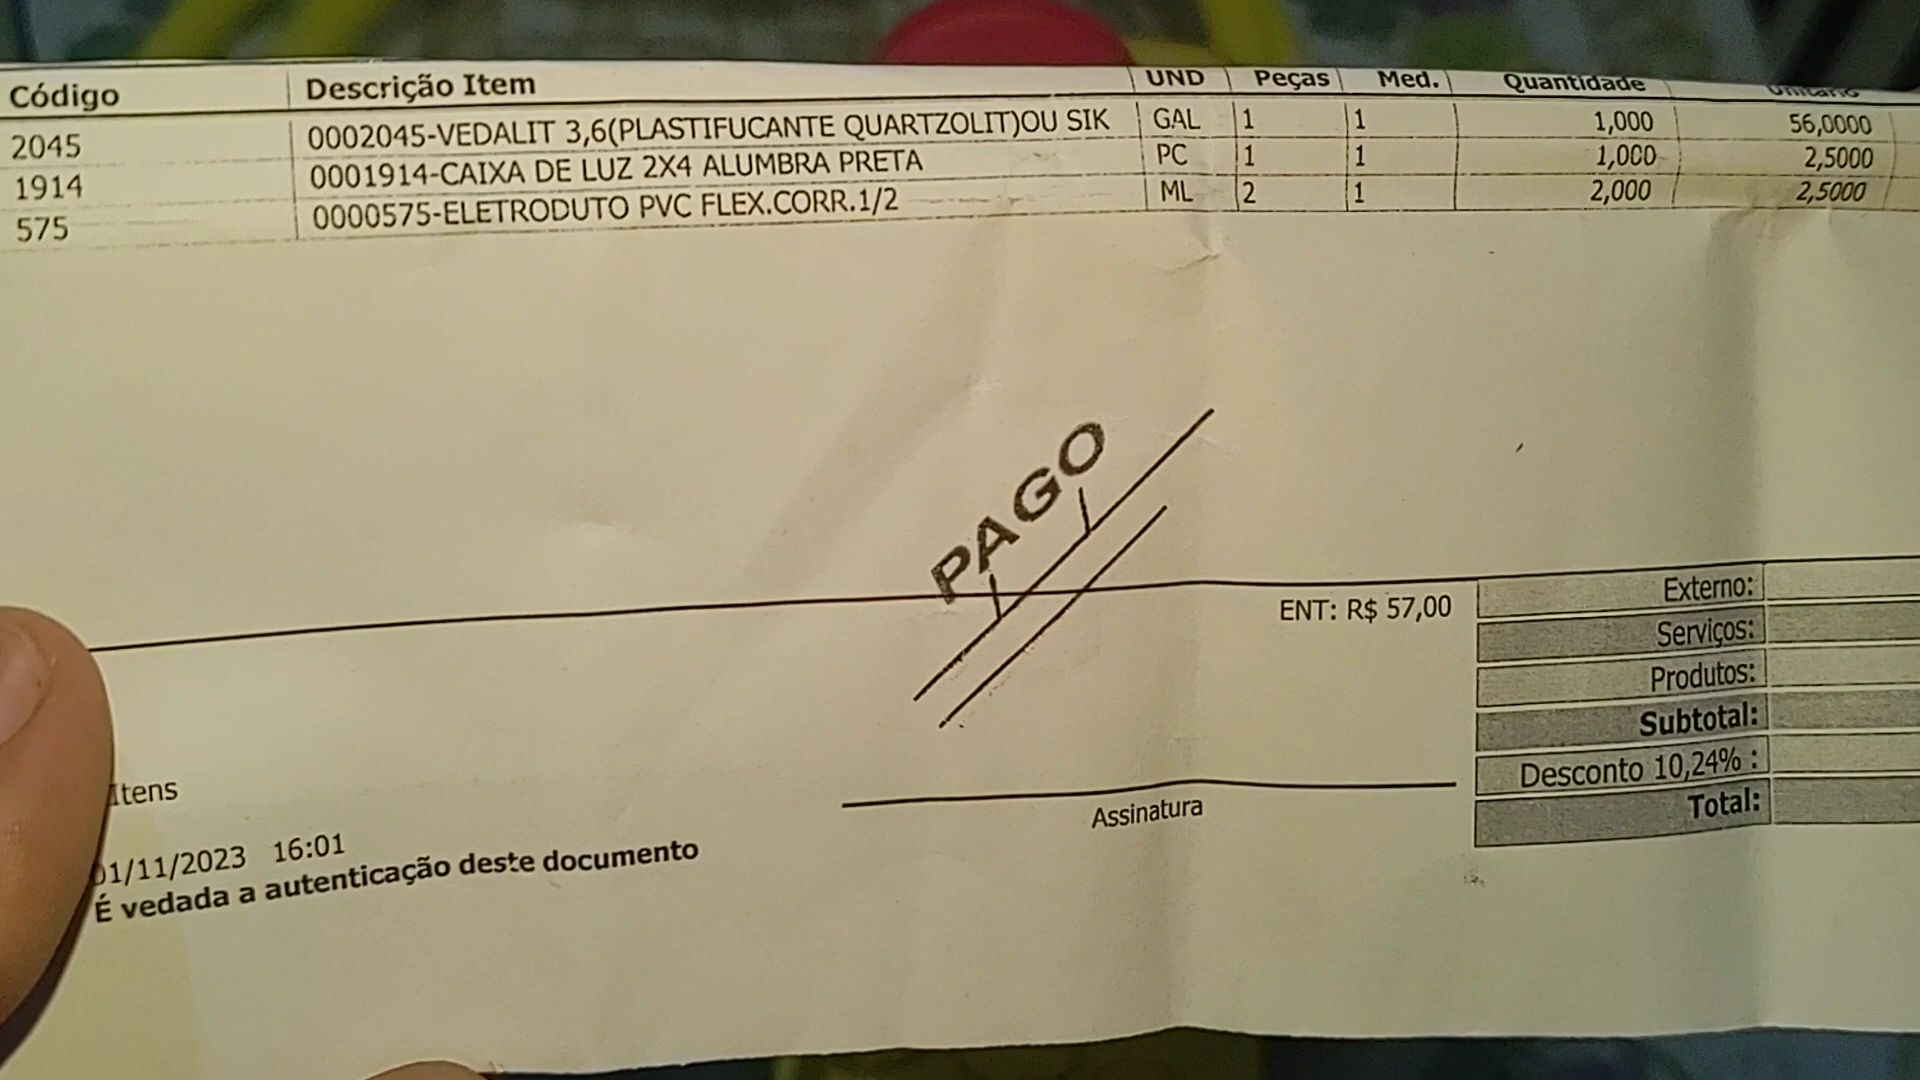 Código Descrição Item UND Peças Med. Quantidade Unitário
2045 0002045-VEDALIT 3,6(PLASTIFUCANTE QUARTZOLIT)OU SIK GAL 1 1 1,000 56,0000
1914 0001914-CAIXA DE LUZ 2X4 ALUMBRA PRETA PC 1 1 1,000 2,5000
575 0000575-ELETRODUTO PVC FLEX.CORR.1/2 ML 2 1 2,000 2,5000
PAGO
ENT: R$ 57,00
Externo:
Serviços:
Produtos:
Subtotal:
Desconto 10,24% :
Total:
Itens
Assinatura
01/11/2023 16:01
É vedada a autenticação deste documento